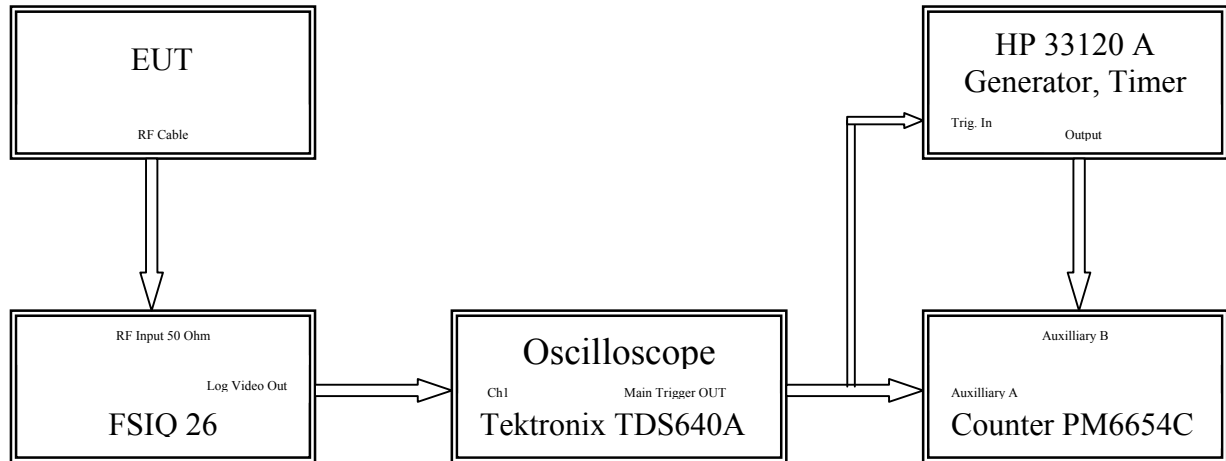 EUT
RF Cable
HP 33120 A
Generator, Timer
Trig. In
Output
RF Input 50 Ohm
Log Video Out
FSIQ 26
Oscilloscope
Ch1
Main Trigger OUT
Tektronix TDS640A
Auxilliary B
Auxilliary A
Counter PM6654C